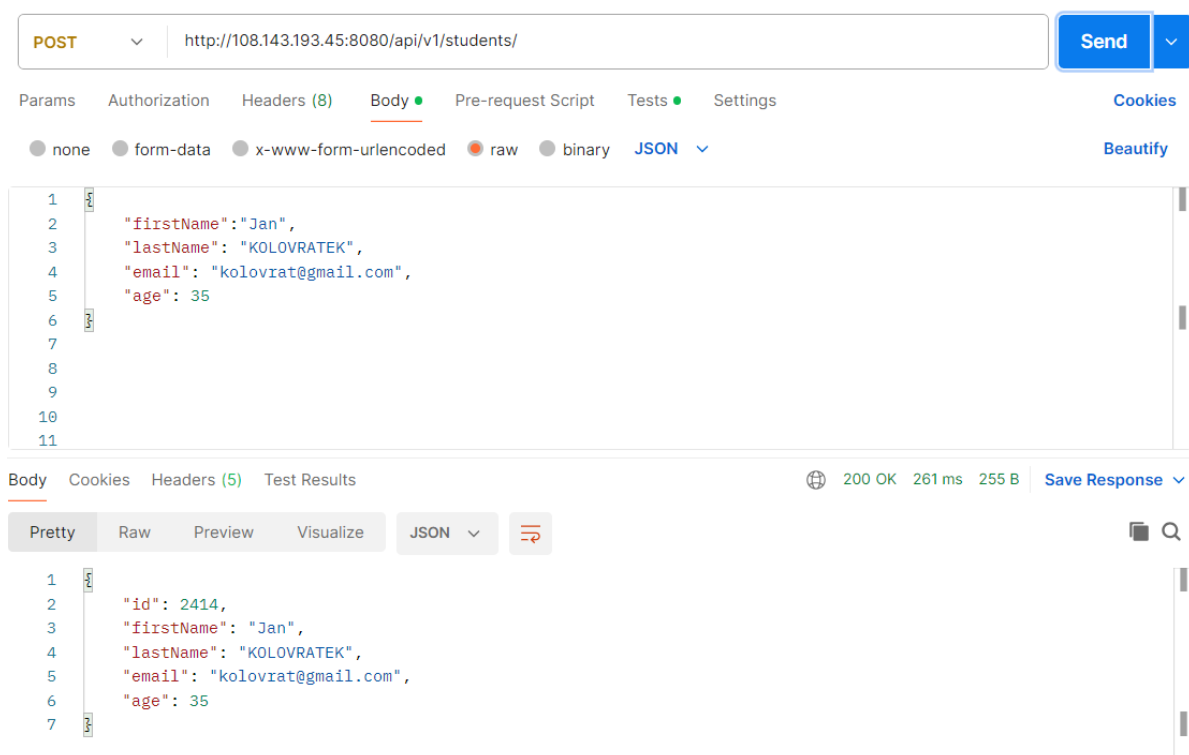 POST http://108.143.193.45:8080/api/v1/students/ Send
Params Authorization Headers (8) Body Pre-request Script Tests Settings Cookies
none form-data x-www-form-urlencoded raw binary JSON Beautify
1 {
2 "firstName":"Jan",
3 "lastName": "KOLOVRATEK",
4 "email": "kolovrat@gmail.com",
5 "age": 35
6 }
7
8
9
10
11
Body Cookies Headers (5) Test Results 200 OK 261 ms 255 B Save Response
Pretty Raw Preview Visualize JSON
1 {
2 "id": 2414,
3 "firstName": "Jan",
4 "lastName": "KOLOVRATEK",
5 "email": "kolovrat@gmail.com",
6 "age": 35
7 }